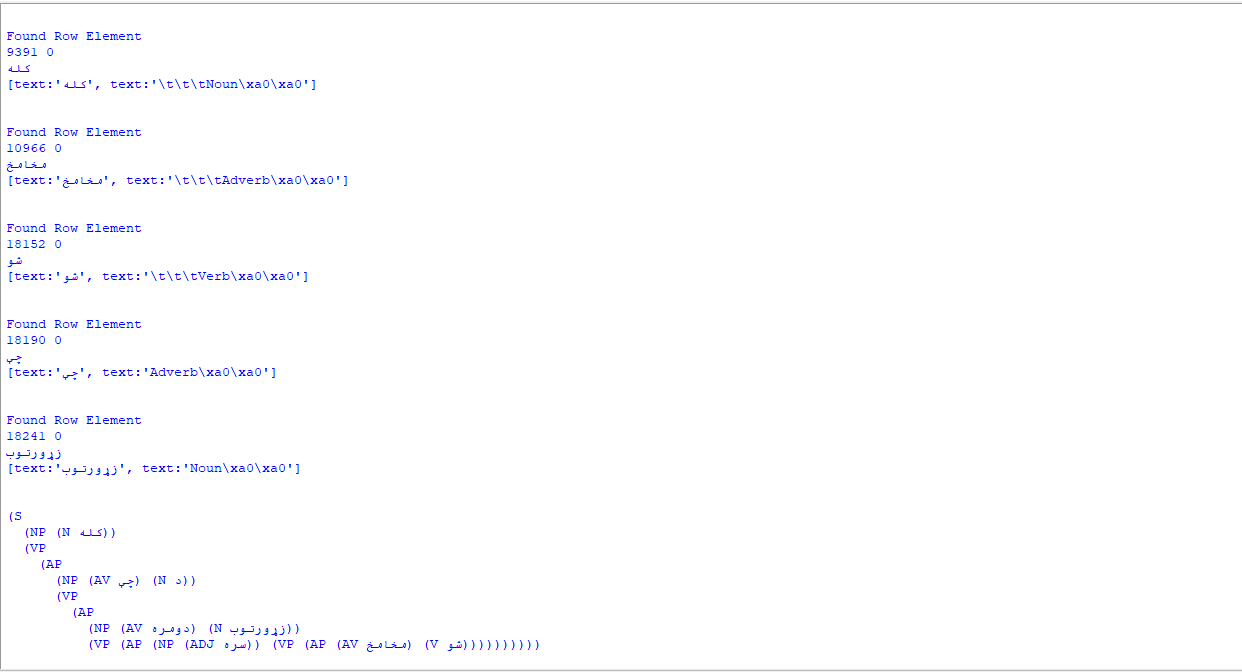 Found Row Element
9391 0
کله
[text:'کله', text:'\t\t\tNoun\xa0\xa0']
Found Row Element
10966 0
مخامخ
[text:'مخامخ', text:'\t\t\tAdverb\xa0\xa0']
Found Row Element
18152 0
شو
[text:'شو', text:'\t\t\tVerb\xa0\xa0']
Found Row Element
18190 0
چې
[text:'چې', text:'Adverb\xa0\xa0']
Found Row Element
18241 0
زړورتوب
[text:'زړورتوب', text:'Noun\xa0\xa0']
(S
(NP (N کله))
(VP
(AP
(NP (AV چې) (N د))
(VP
(AP
(NP (AV دومره) (N زړورتوب))
(VP (AP (NP (ADJ سره)) (VP (AP (AV مخامخ) (V شو))))))))))